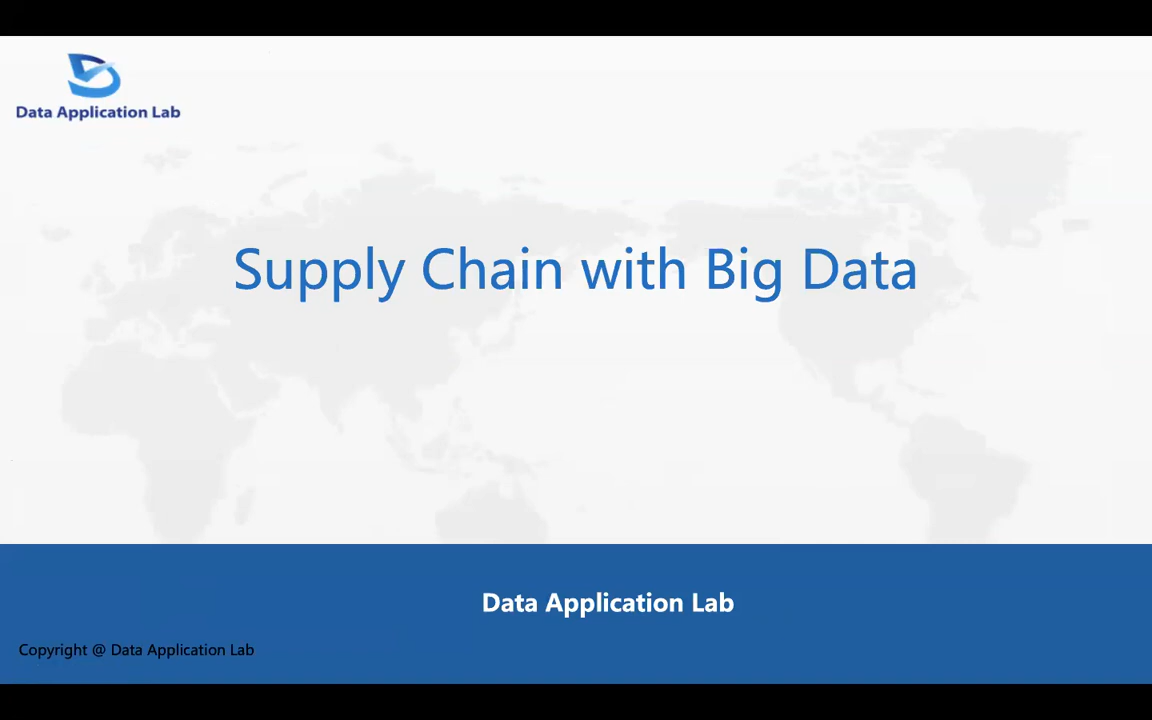 Data Application Lab
Supply Chain with Big Data
Data Application Lab
Copyright @ Data Application Lab